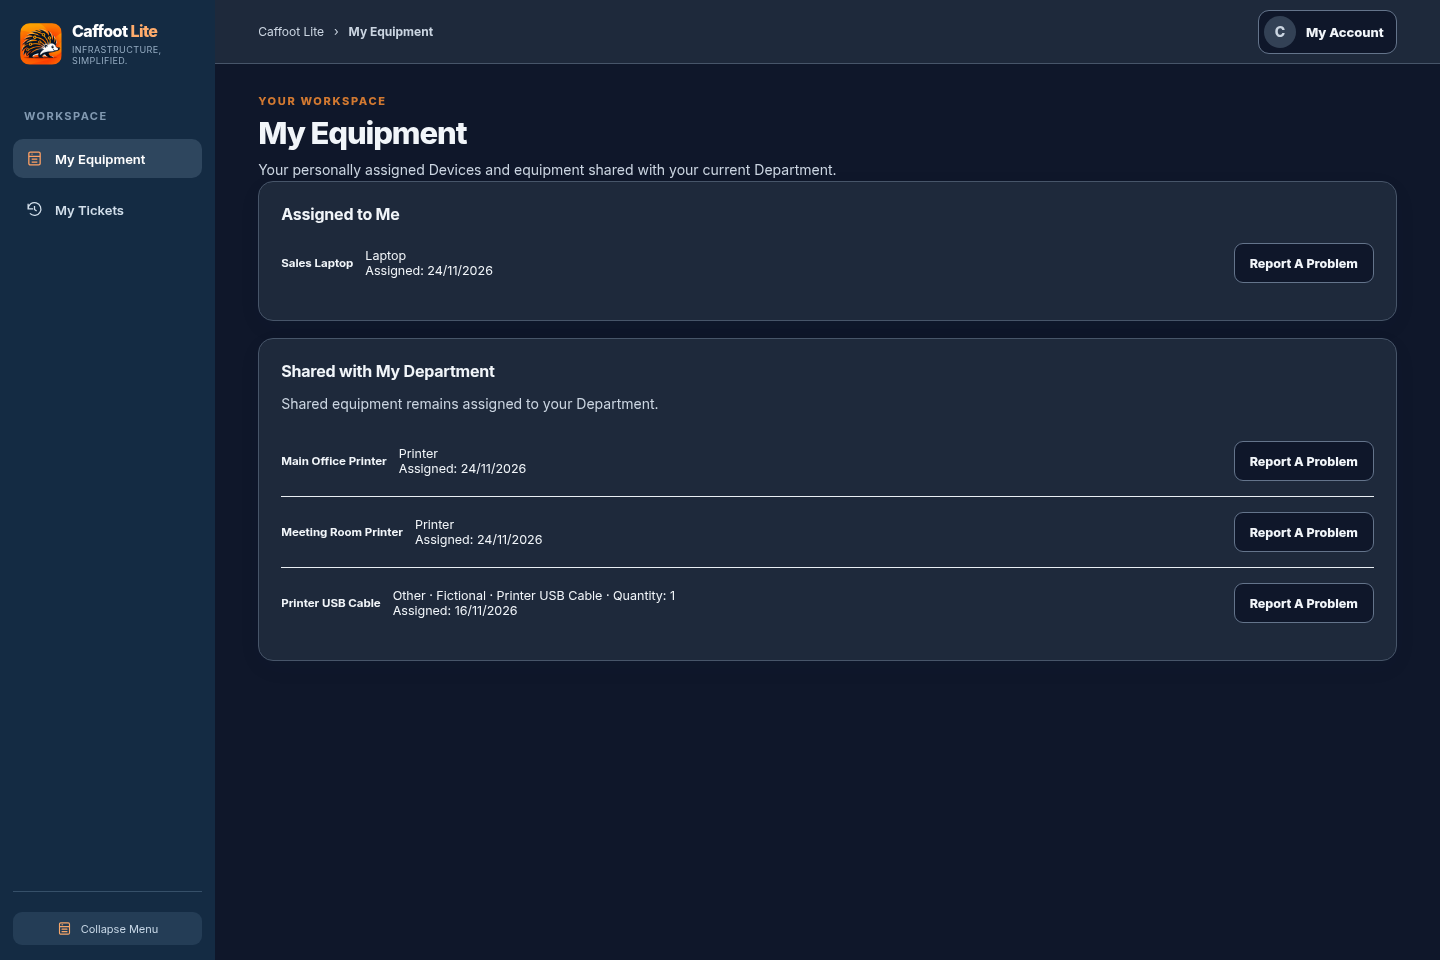 Caffoot Lite
INFRASTRUCTURE,
SIMPLIFIED.
WORKSPACE
My Equipment
My Tickets
Collapse Menu
Caffoot Lite › My Equipment
C My Account
YOUR WORKSPACE
My Equipment
Your personally assigned Devices and equipment shared with your current Department.
Assigned to Me
Sales Laptop
Laptop
Assigned: 24/11/2026
Report A Problem
Shared with My Department
Shared equipment remains assigned to your Department.
Main Office Printer
Printer
Assigned: 24/11/2026
Report A Problem
Meeting Room Printer
Printer
Assigned: 24/11/2026
Report A Problem
Printer USB Cable
Other · Fictional · Printer USB Cable · Quantity: 1
Assigned: 16/11/2026
Report A Problem